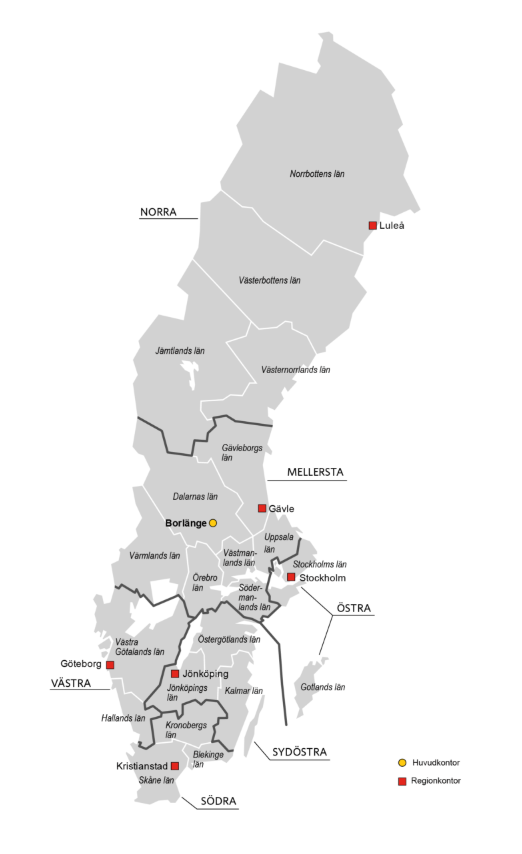 Norrbottens län
NORRA
Luleå
Västerbottens län
Jämtlands län
Västernorrlands län
Gävleborgs
län
MELLERSTA
Dalarnas län
Gävle
Borlänge
Uppsala
län
Värmlands län
Västman-
lands län
Stockholms län
Stockholm
Örebro
län
Söder-
man-
lands län
ÖSTRA
Västra
Götalands län
Östergötlands län
Göteborg
Jönköping
VÄSTRA
Jönköpings
län
Kalmar län
Gotlands län
Hallands län
Kronobergs
län
SYDÖSTRA
Blekinge
län
Kristianstad
Skåne län
SÖDRA
Huvudkontor
Regionkontor